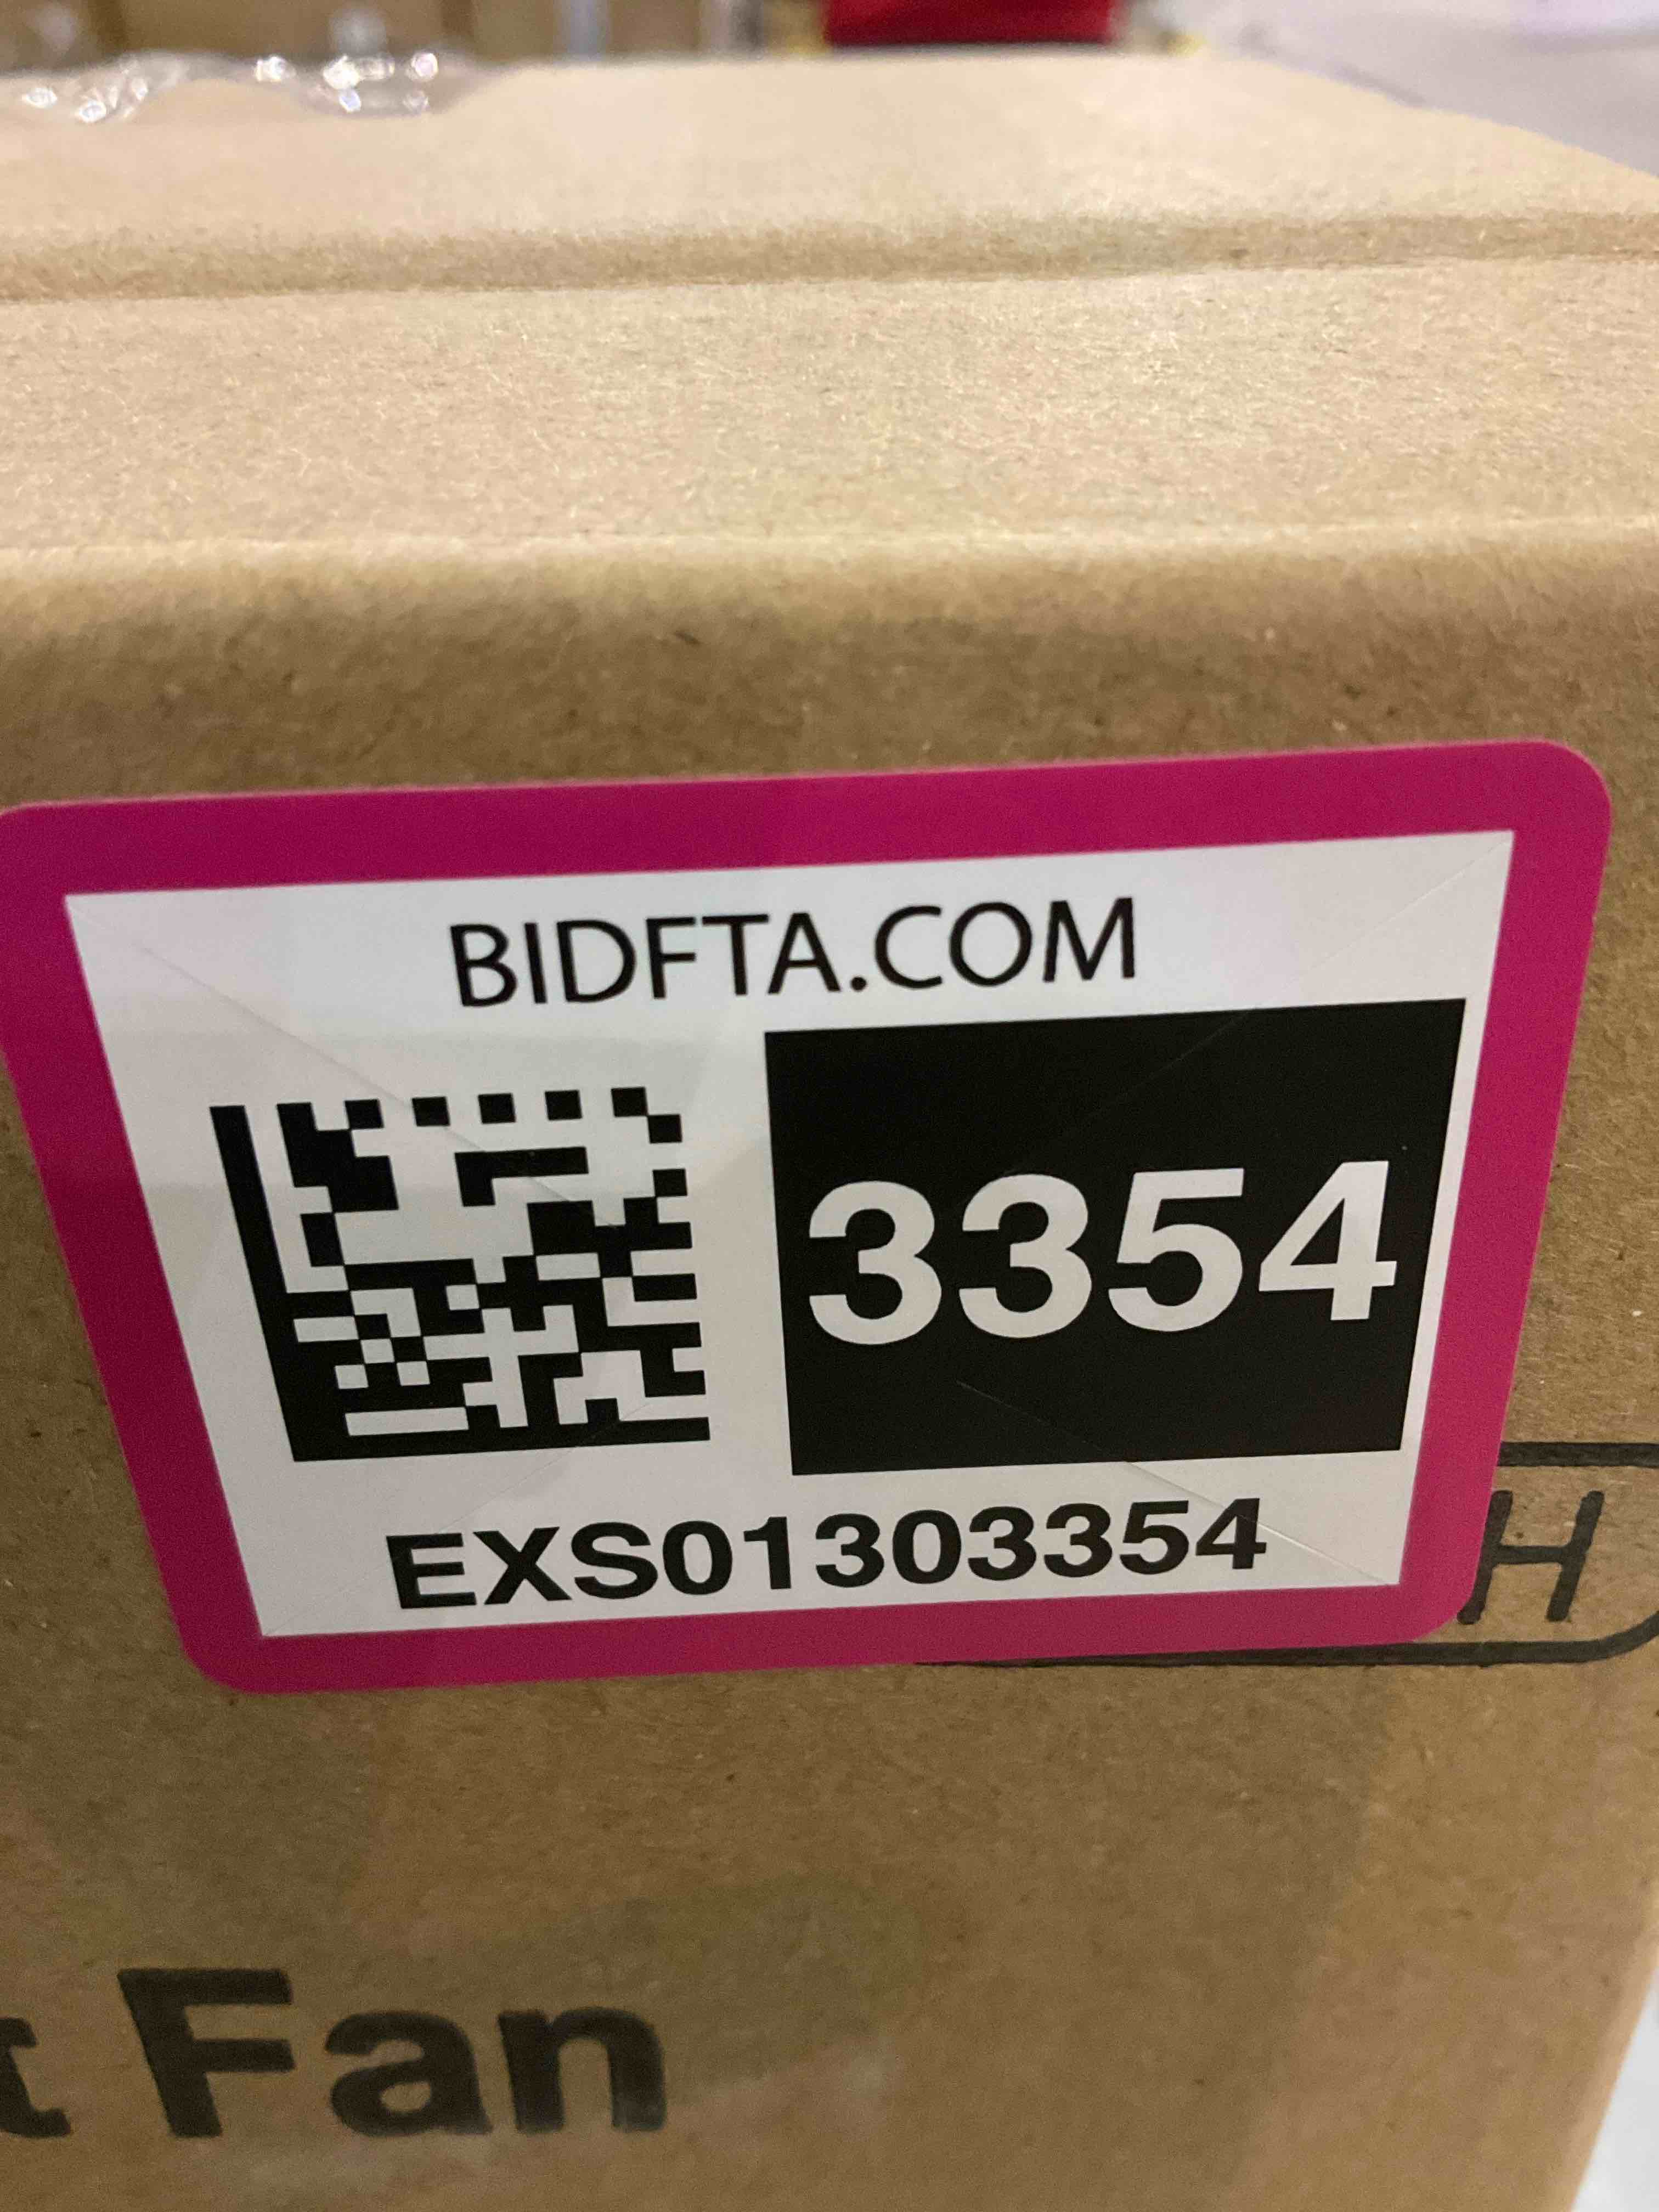 BIDFTA.COM
3354
EXS01303354
H
t Fan